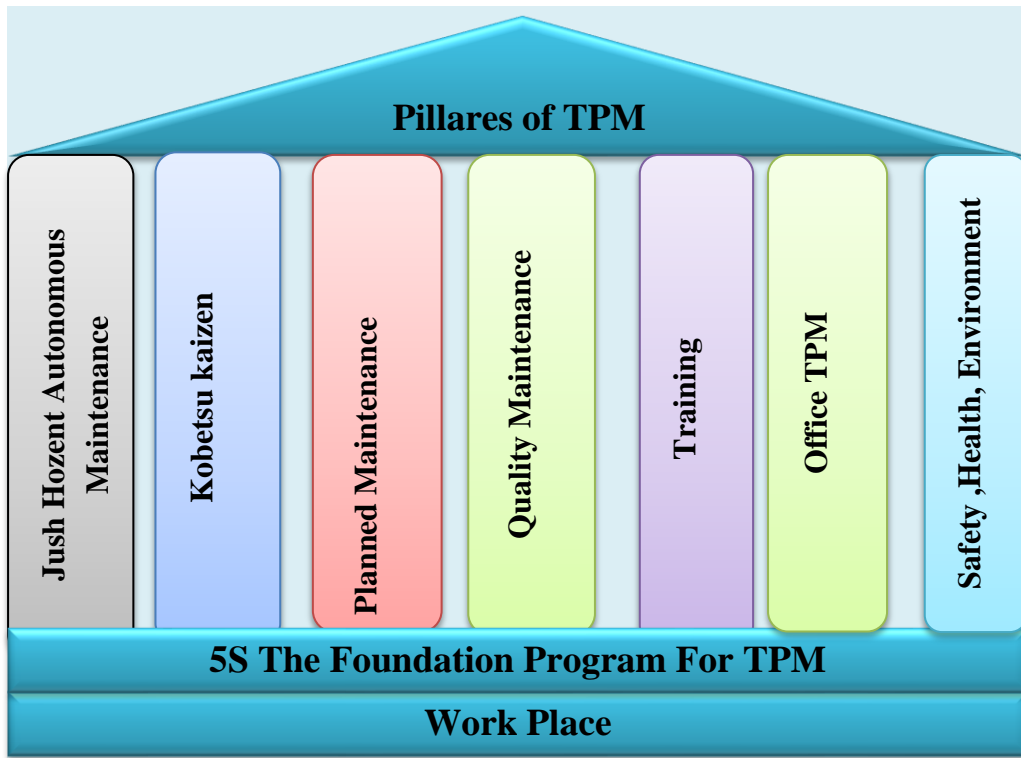 Pillares of TPM
Jush Hozent Autonomous
Maintenance
Kobetsu kaizen
Planned Maintenance
Quality Maintenance
Training
Office TPM
Safety ,Health, Environment
5S The Foundation Program For TPM
Work Place